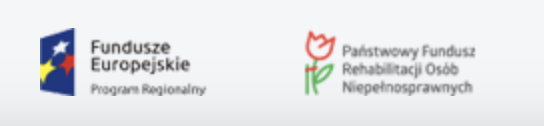 Fundusze
Europejskie
Program Regionalny
Państwowy Fundusz
Rehabilitacji Osób
Niepełnosprawnych